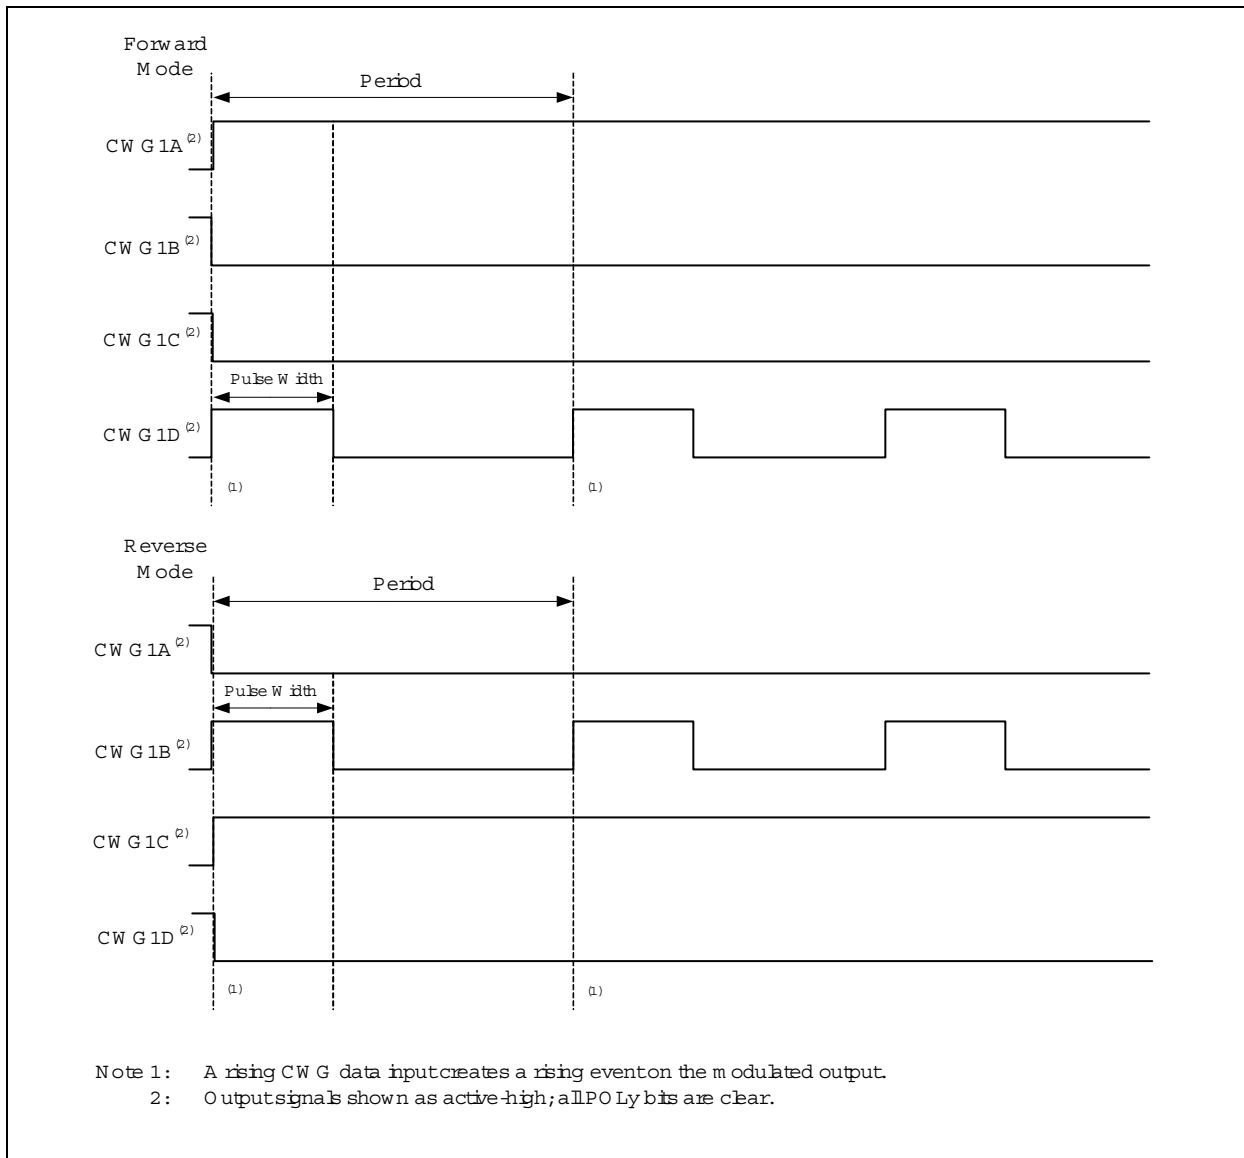 Forward
Mode
Period
CWG1A(2)
CWG1B(2)
CWG1C(2)
Pulse Width
CWG1D(2)
(1) (1)
Reverse
Mode
Period
CWG1A(2)
Pulse Width
CWG1B(2)
CWG1C(2)
CWG1D(2)
(1) (1)
Note 1: A rising CWG data input creates a rising event on the modulated output.
2: Output signals shown as active-high; all POLy bits are clear.